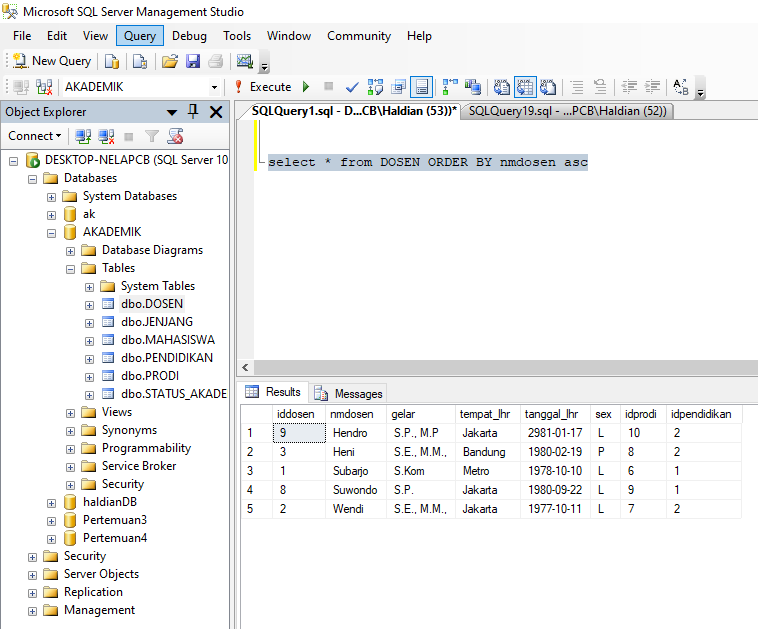 Microsoft SQL Server Management Studio
File Edit View Query Debug Tools Window Community Help
New Query
AKADEMIK Execute
Object Explorer
Connect
DESKTOP-NELAPCB (SQL Server 10
Databases
System Databases
ak
AKADEMIK
Database Diagrams
Tables
System Tables
dbo.DOSEN
dbo.JENJANG
dbo.MAHASISWA
dbo.PENDIDIKAN
dbo.PRODI
dbo.STATUS_AKADE
Views
Synonyms
Programmability
Service Broker
Security
haldianDB
Pertemuan3
Pertemuan4
Security
Server Objects
Replication
Management
SQLQuery1.sql - D...CB\Haldian (53))* SQLQuery19.sql - ...PCB\Haldian (52))
select * from DOSEN ORDER BY nmdosen asc
Results Messages
iddosen nmdosen gelar tempat_lhr tanggal_lhr sex idprodi idpendidikan
1 9 Hendro S.P., M.P Jakarta 2981-01-17 L 10 2
2 3 Heni S.E., M.M., Bandung 1980-02-19 P 8 2
3 1 Subarjo S.Kom Metro 1978-10-10 L 6 1
4 8 Suwondo S.P. Jakarta 1980-09-22 L 9 1
5 2 Wendi S.E., M.M., Jakarta 1977-10-11 L 7 2